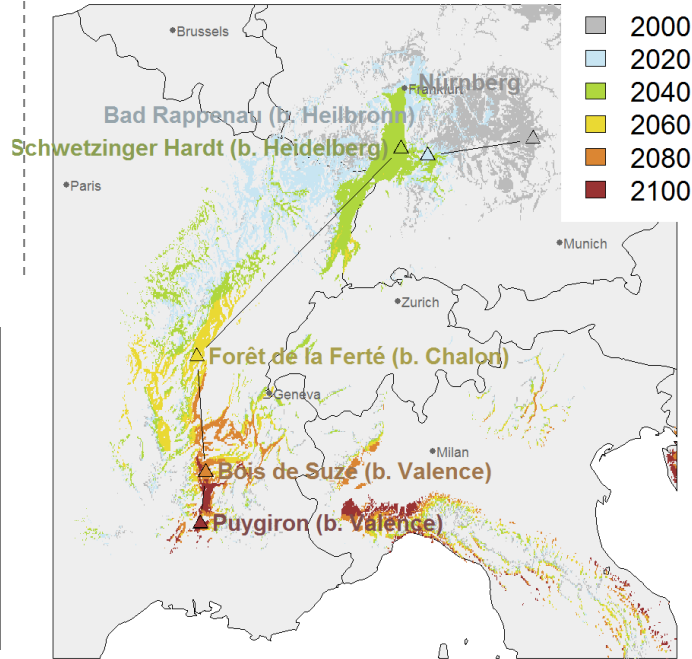 2000
2020
2040
2060
2080
2100
Brussels
Nürnberg
Frankfurt
Bad Rappenau (b. Heilbronn)
Schwetzinger Hardt (b. Heidelberg)
Paris
Munich
Zurich
Forêt de la Ferté (b. Chalon)
Geneva
Milan
Bois de Suze (b. Valence)
Puygiron (b. Valence)